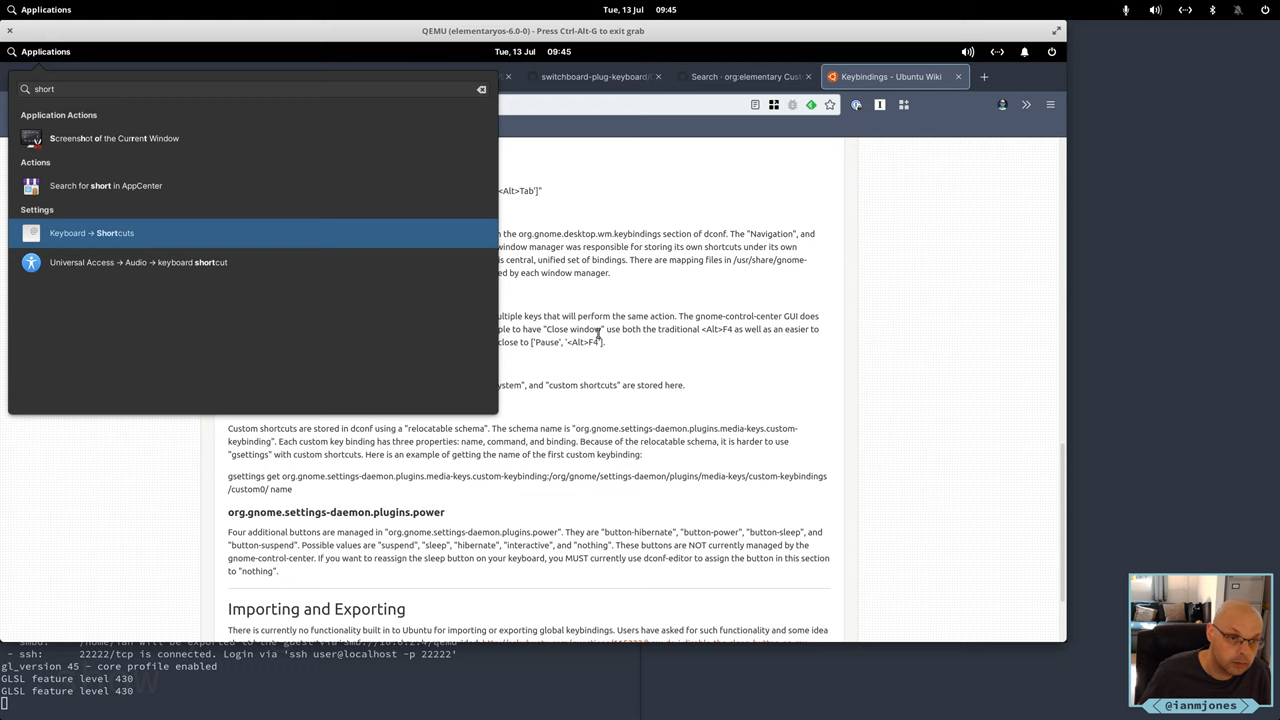 Applications
Tue, 13 Jul 09:45
QEMU (elementaryos-6.0-0) - Press Ctrl-Alt-G to exit grab
Applications
Tue, 13 Jul 09:45
switchboard-plug-keyboard/
Search · org:elementary Cus
Keybindings - Ubuntu Wiki
short
Application Actions
Screenshot of the Current Window
Actions
Search for short in AppCenter
Settings
Keyboard → Shortcuts
Universal Access → Audio → keyboard shortcut
<Alt>Tab']"
the org.gnome.desktop.wm.keybindings section of dconf. The "Navigation", and
window manager was responsible for storing its own shortcuts under its own
is central, unified set of bindings. There are mapping files in /usr/share/gnome-
ed by each window manager.
ultiple keys that will perform the same action. The gnome-control-center GUI does
ple to have "Close window" use both the traditional <Alt>F4 as well as an easier to
close to ['Pause', '<Alt>F4'].
ystem", and "custom shortcuts" are stored here.
Custom shortcuts are stored in dconf using a "relocatable schema". The schema name is "org.gnome.settings-daemon.plugins.media-keys.custom-
keybinding". Each custom key binding has three properties: name, command, and binding. Because of the relocatable schema, it is harder to use
"gsettings" with custom shortcuts. Here is an example of getting the name of the first custom keybinding:
gsettings get org.gnome.settings-daemon.plugins.media-keys.custom-keybinding:/org/gnome/settings-daemon/plugins/media-keys/custom-keybindings
/custom0/ name
org.gnome.settings-daemon.plugins.power
Four additional buttons are managed in "org.gnome.settings-daemon.plugins.power". They are "button-hibernate", "button-power", "button-sleep", and
"button-suspend". Possible values are "suspend", "sleep", "hibernate", "interactive", and "nothing". These buttons are NOT currently managed by the
gnome-control-center. If you want to reassign the sleep button on your keyboard, you MUST currently use dconf-editor to assign the button in this section
to "nothing".
Importing and Exporting
There is currently no functionality built in to Ubuntu for importing or exporting global keybindings. Users have asked for such functionality and some idea
- ssh: 22222/tcp is connected. Login via 'ssh user@localhost -p 22222'
gl_version 45 - core profile enabled
GLSL feature level 430
GLSL feature level 430
@ianmjones